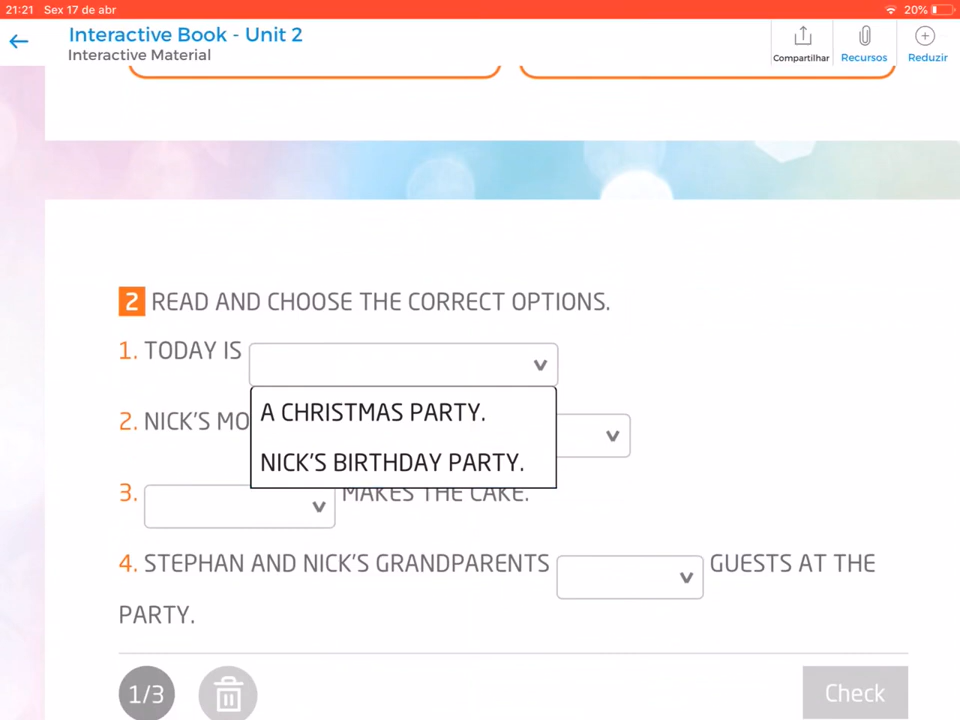 21:21 Sex 17 de abr 20%
Interactive Book - Unit 2
Interactive Material
Compartilhar Recursos Reduzir
2 READ AND CHOOSE THE CORRECT OPTIONS.
1. TODAY IS
A CHRISTMAS PARTY.
NICK'S BIRTHDAY PARTY.
2. NICK'S MO
3. MAKES THE CAKE.
4. STEPHAN AND NICK'S GRANDPARENTS GUESTS AT THE
PARTY.
1/3 Check